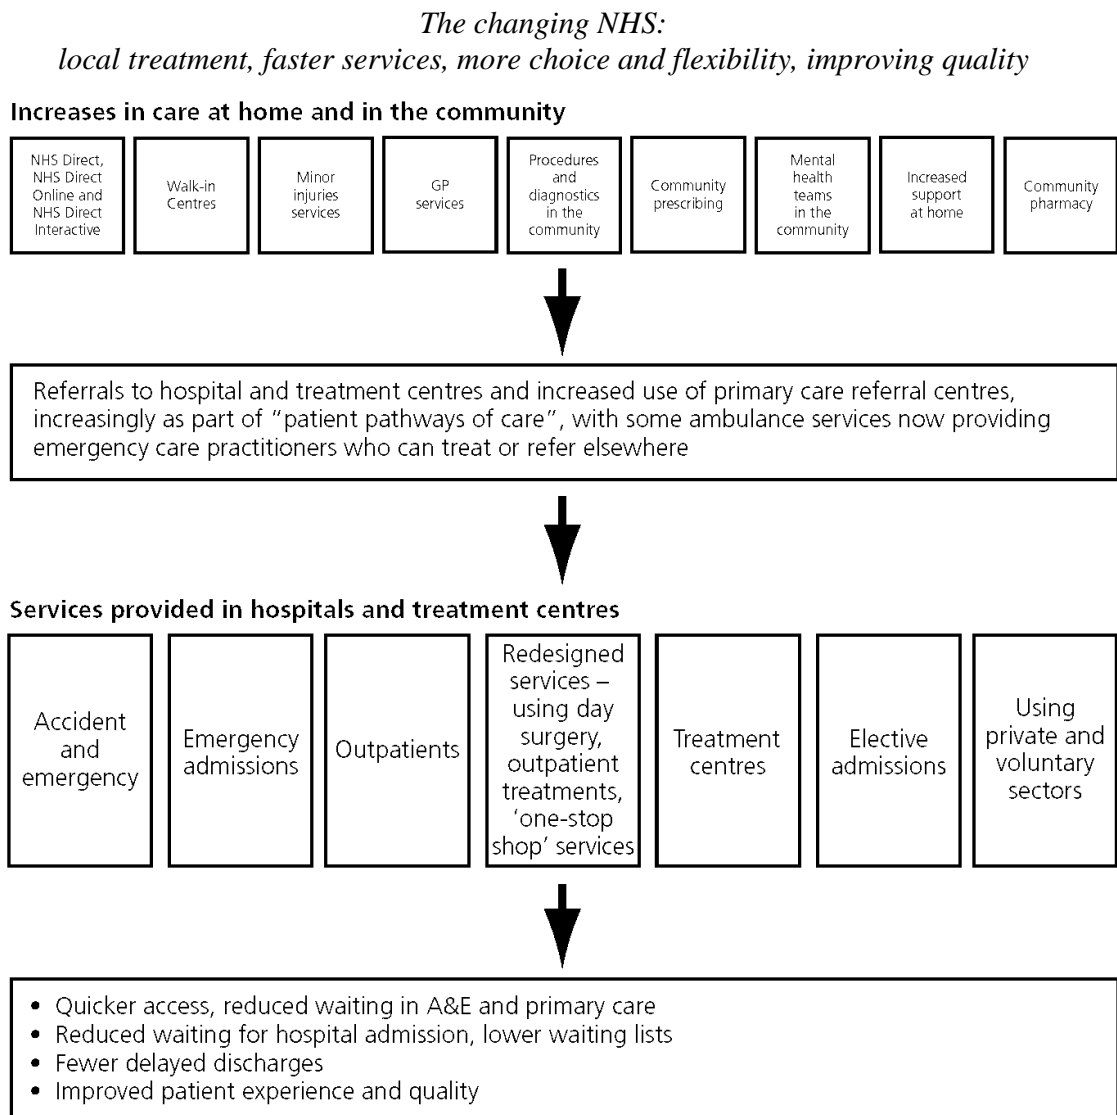 The changing NHS:
local treatment, faster services, more choice and flexibility, improving quality
Increases in care at home and in the community
NHS Direct,
NHS Direct
Online and
NHS Direct
Interactive
Walk-in
Centres
Minor
injuries
services
GP
services
Procedures
and
diagnostics
in the
community
Community
prescribing
Mental
health
teams
in the
community
Increased
support
at home
Community
pharmacy
Referrals to hospital and treatment centres and increased use of primary care referral centres,
increasingly as part of “patient pathways of care”, with some ambulance services now providing
emergency care practitioners who can treat or refer elsewhere
Services provided in hospitals and treatment centres
Accident
and
emergency
Emergency
admissions
Outpatients
Redesigned
services –
using day
surgery,
outpatient
treatments,
‘one-stop
shop’ services
Treatment
centres
Elective
admissions
Using
private and
voluntary
sectors
• Quicker access, reduced waiting in A&E and primary care
• Reduced waiting for hospital admission, lower waiting lists
• Fewer delayed discharges
• Improved patient experience and quality